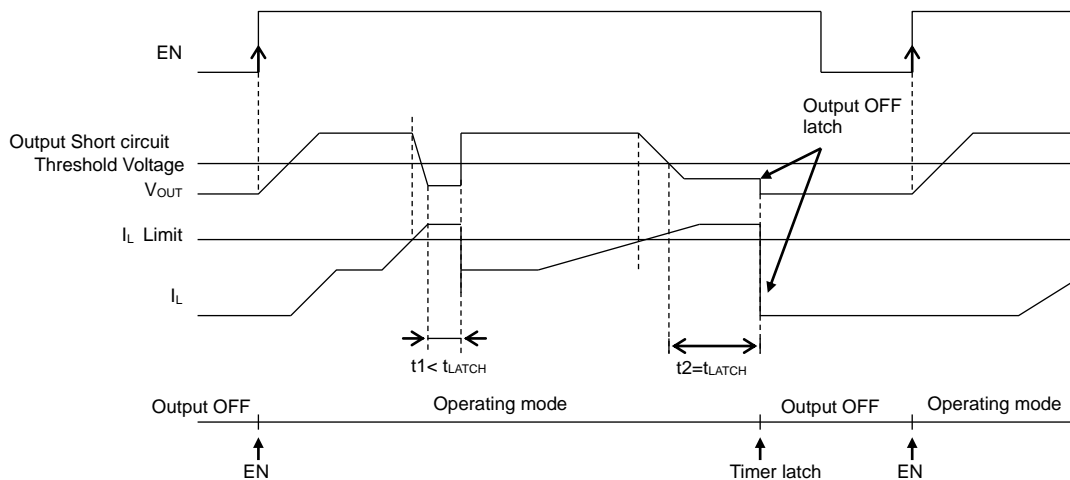 EN
Output OFF
latch
Output Short circuit
Threshold Voltage
VOUT
IL Limit
IL
t1< tLATCH
t2=tLATCH
Output OFF
Operating mode
Output OFF
Operating mode
EN
Timer latch
EN